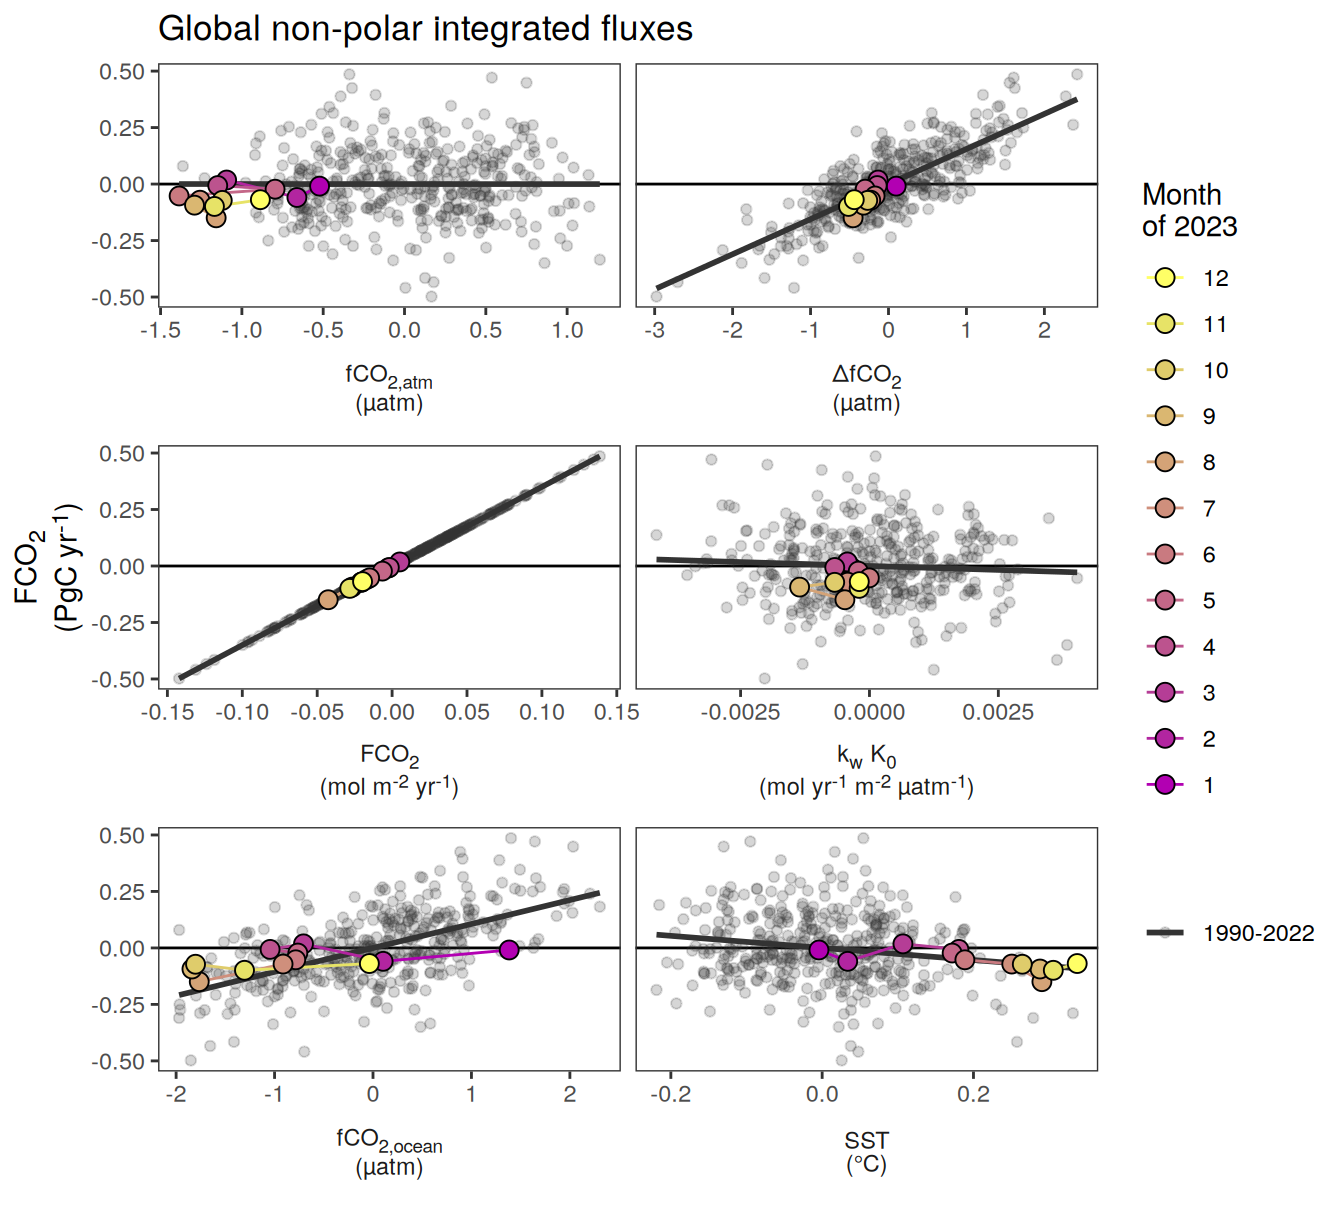 Global non-polar integrated fluxes
0.50
0.25
0.00
-0.25
-0.50
-1.5 -1.0 -0.5 0.0 0.5 1.0
fCO2,atm
(µatm)
-3 -2 -1 0 1 2
ΔfCO2
(µatm)
FCO2
(PgC yr-1)
0.50
0.25
0.00
-0.25
-0.50
-0.15 -0.10 -0.05 0.00 0.05 0.10 0.15
FCO2
(mol m-2 yr-1)
-0.0025 0.0000 0.0025
kw K0
(mol yr-1 m-2 µatm-1)
0.50
0.25
0.00
-0.25
-0.50
-2 -1 0 1 2
fCO2,ocean
(µatm)
-0.2 0.0 0.2
SST
(°C)
Month
of 2023
12
11
10
9
8
7
6
5
4
3
2
1
1990-2022